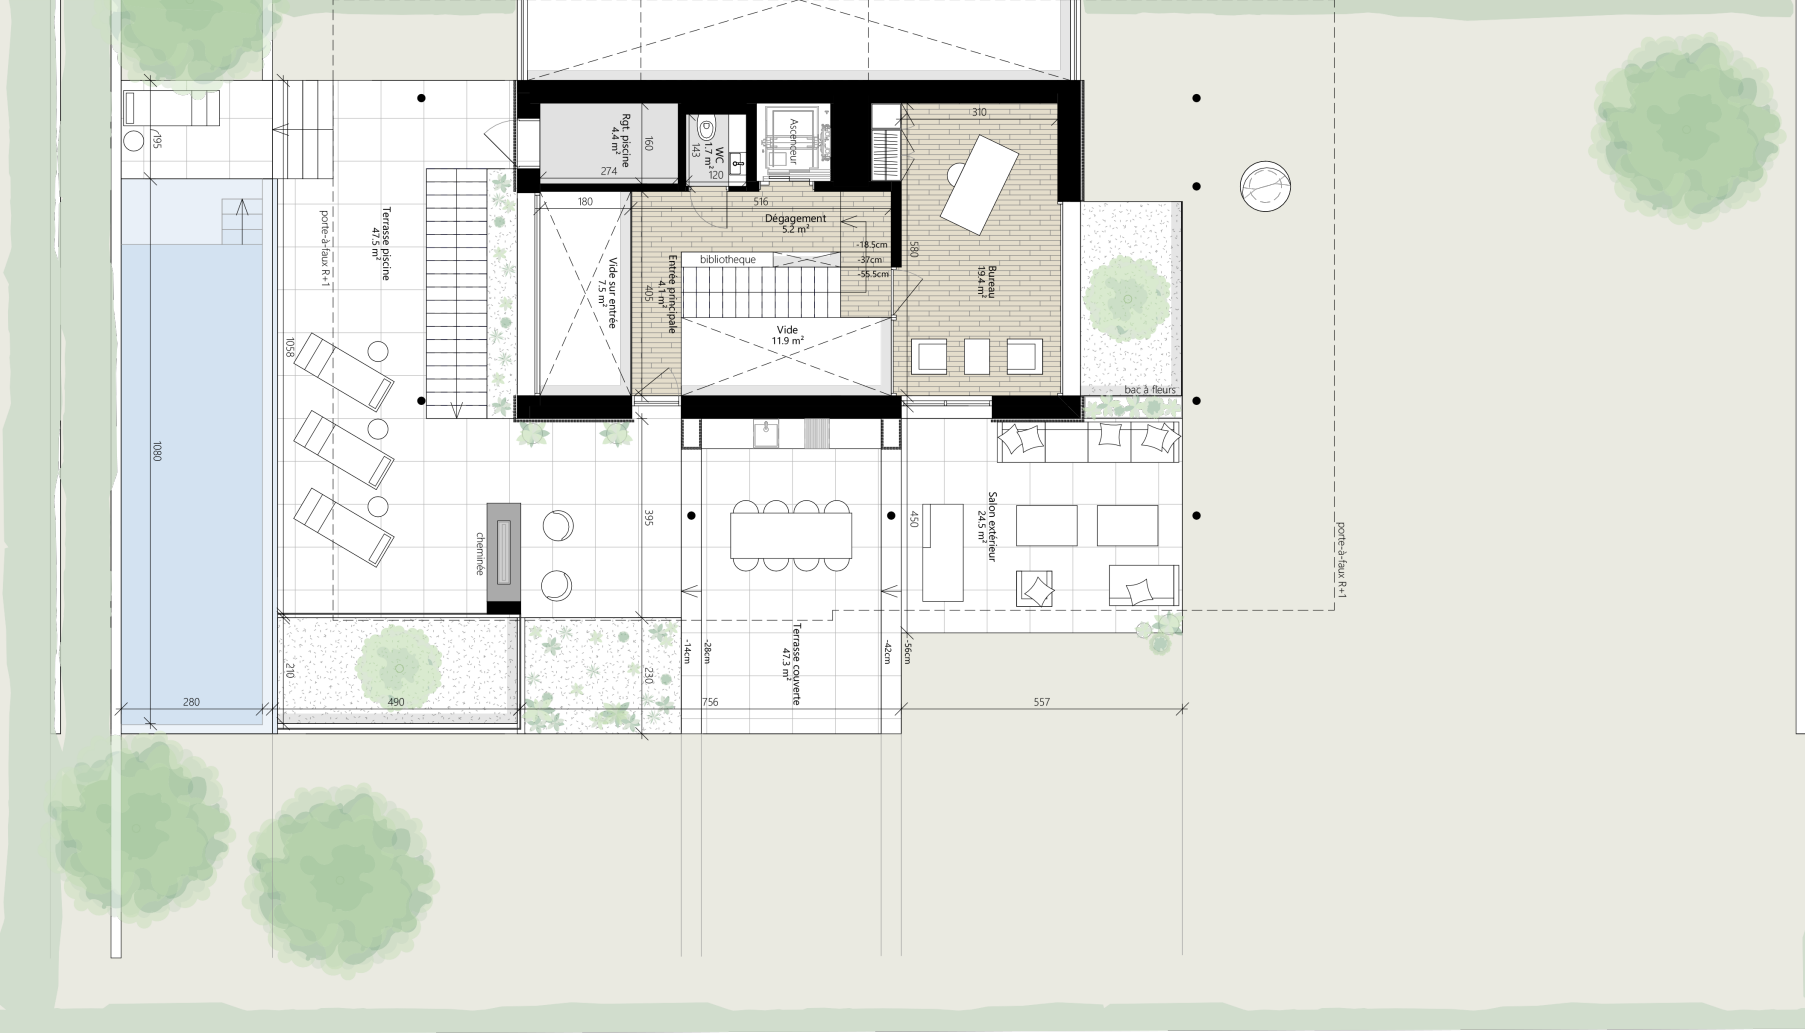 310
195
Rgt. piscine
4.4 m²
160
274
WC
1.7 m²
143
120
Ascenceur
180
516
Dégagement
5.2 m²
Terrasse piscine
47.5 m²
porte-à-faux R+1
-18.5cm
-37cm
-55.5cm
580
bibliotheque
Vide sur entrée
7.5 m²
Entrée principale
4.1 m²
405
Bureau
19.4 m²
Vide
11.9 m²
1058
bac à fleurs
1080
395
450
Salon extérieur
24.5 m²
cheminée
porte-à-faux R+1
-14cm
-28cm
Terrasse couverte
47.3 m²
-42cm
-56cm
210
230
280
490
756
557